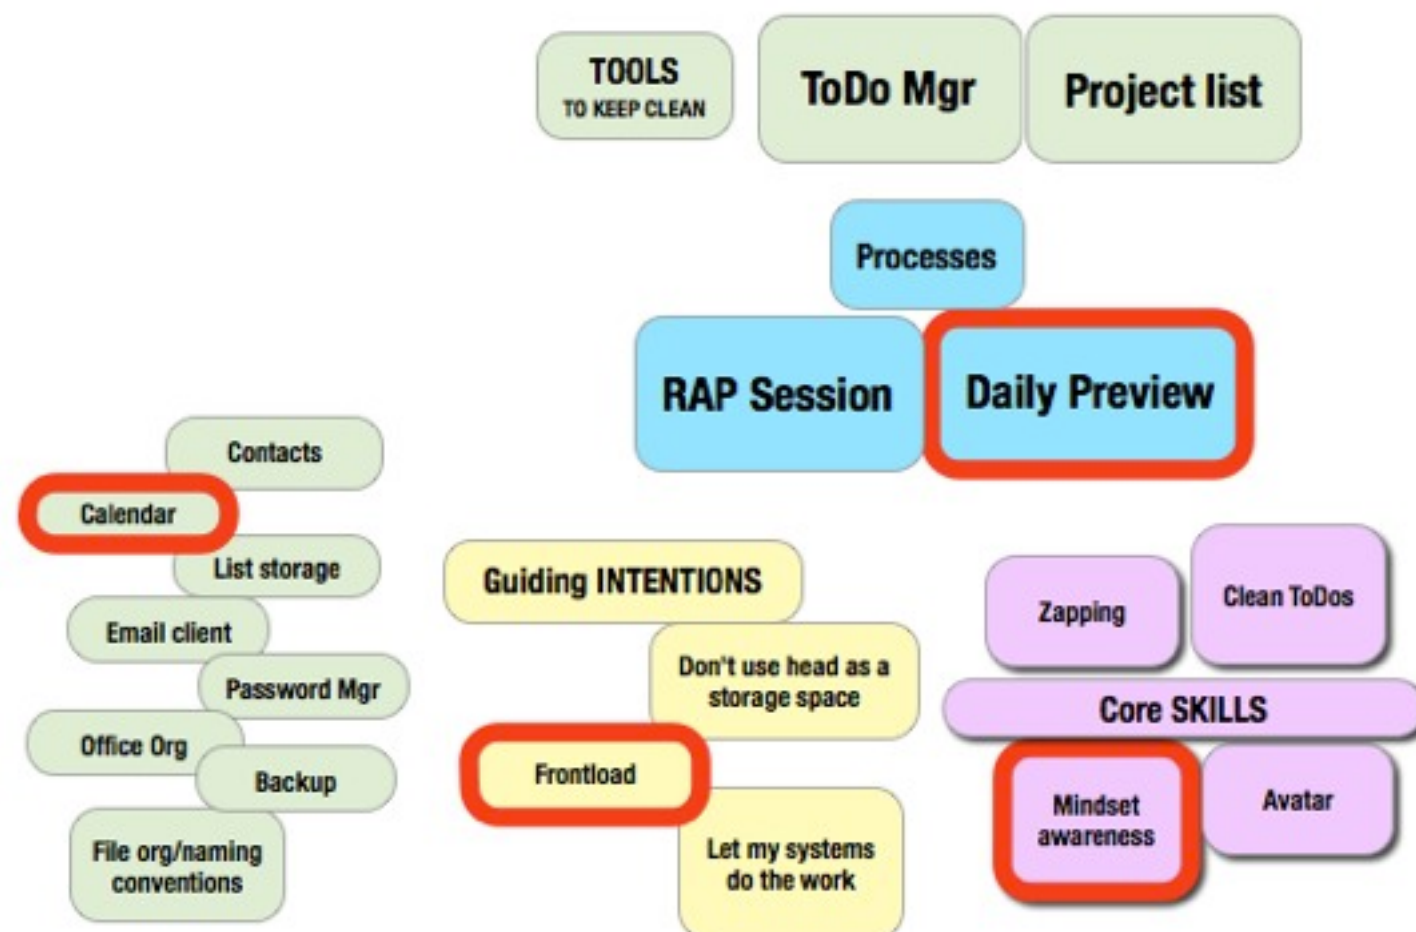 TOOLS
TO KEEP CLEAN
ToDo Mgr
Project list
Processes
RAP Session
Daily Preview
Contacts
Calendar
List storage
Email client
Password Mgr
Office Org
Backup
File org/naming
conventions
Guiding INTENTIONS
Don't use head as a
storage space
Frontload
Let my systems
do the work
Zapping
Clean ToDos
Core SKILLS
Mindset
awareness
Avatar